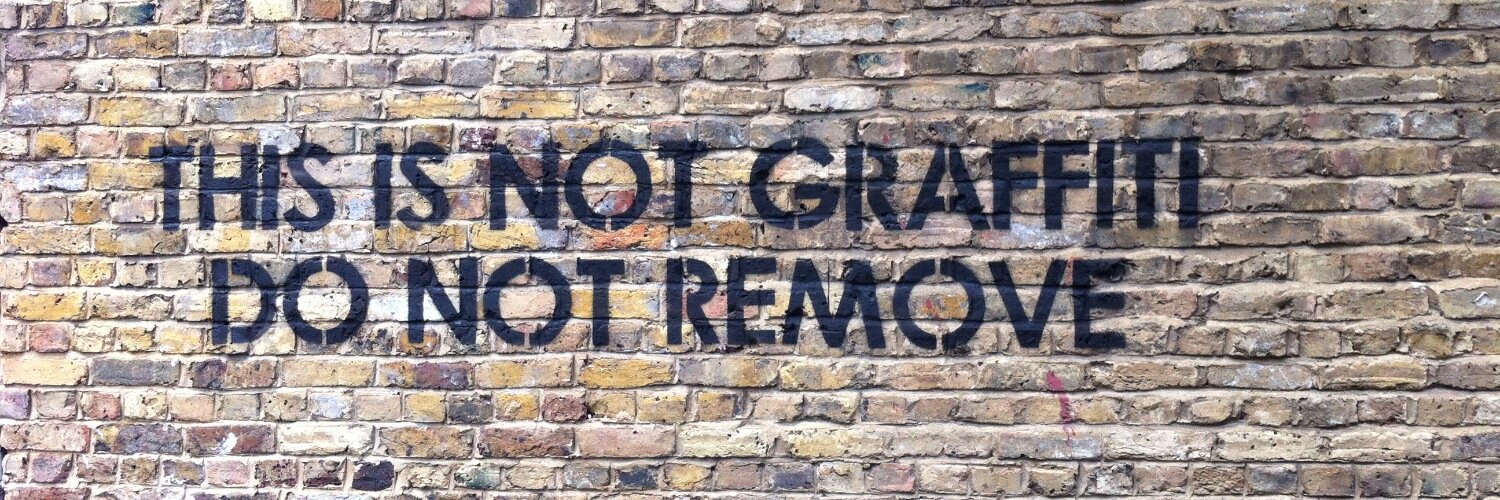 THIS IS NOT GRAFFITI
DO NOT REMOVE